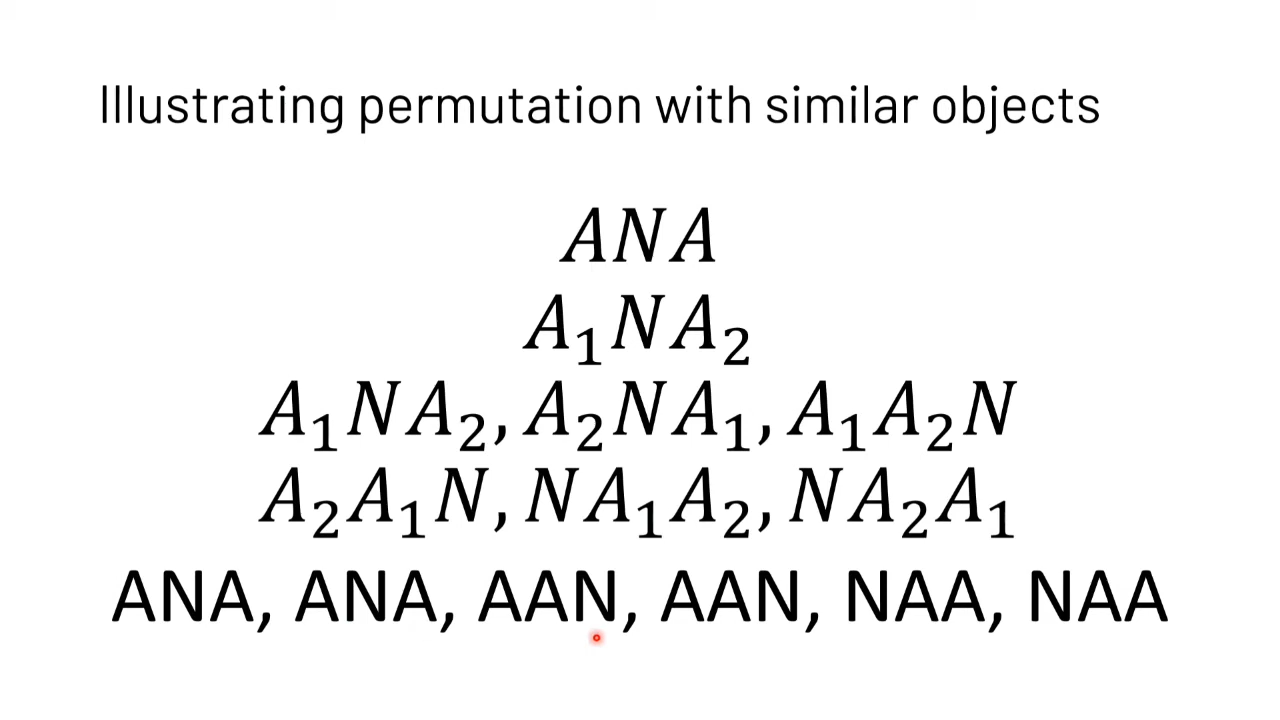 Illustrating permutation with similar objects
ANA
A₁NA₂
A₁NA₂, A₂NA₁, A₁A₂N
A₂A₁N, NA₁A₂, NA₂A₁
ANA, ANA, AAN, AAN, NAA, NAA